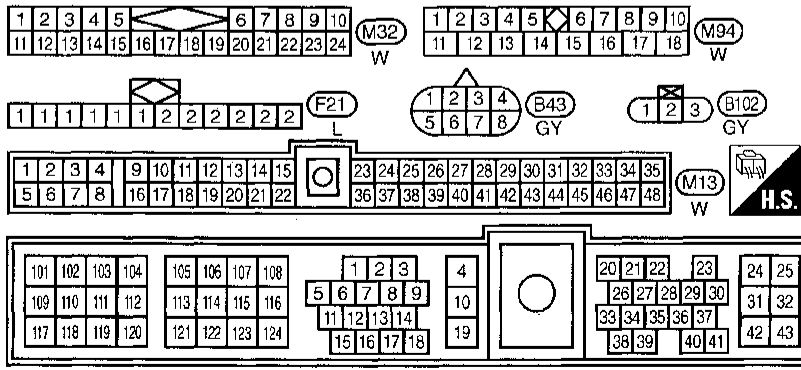 1 2 3 4 5 6 7 8 9 10
11 12 13 14 15 16 17 18 19 20 21 22 23 24
M32
W
1 2 3 4 5 6 7 8 9 10
11 12 13 14 15 16 17 18
M94
W
1 1 1 1 1 1 2 2 2 2 2 2
F21
L
1 2 3 4
5 6 7 8
B43
GY
1 2 3
B102
GY
1 2 3 4 9 10 11 12 13 14 15 23 24 25 26 27 28 29 30 31 32 33 34 35
5 6 7 8 16 17 18 19 20 21 22 36 37 38 39 40 41 42 43 44 45 46 47 48
M13
W
H.S.
101 102 103 104 105 106 107 108 1 2 3 4 20 21 22 23 24 25
109 110 111 112 113 114 115 116 5 6 7 8 9 10 26 27 28 29 30 31 32
11 12 13 14 33 34 35 36 37
117 118 119 120 121 122 123 124 15 16 17 18 19 38 39 40 41 42 43